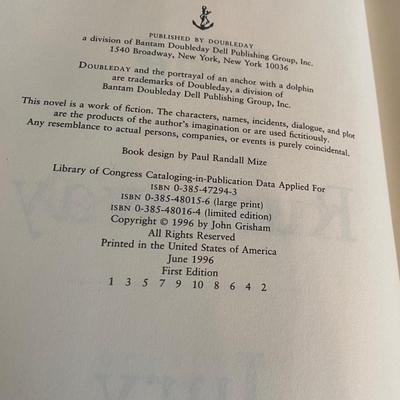 PUBLISHED BY DOUBLEDAY
a division of Bantam Doubleday Dell Publishing Group, Inc.
1540 Broadway, New York, New York 10036
DOUBLEDAY and the portrayal of an anchor with a dolphin
are trademarks of Doubleday, a division of
Bantam Doubleday Dell Publishing Group, Inc.
This novel is a work of fiction. The characters, names, incidents, dialogue, and plot
are the products of the author's imagination or are used fictitiously.
Any resemblance to actual persons, companies, or events is purely coincidental.
Book design by Paul Randall Mize
Library of Congress Cataloging-in-Publication Data Applied For
ISBN 0-385-47294-3
ISBN 0-385-48015-6 (large print)
ISBN 0-385-48016-4 (limited edition)
Copyright © 1996 by John Grisham
All Rights Reserved
Printed in the United States of America
June 1996
First Edition
1 3 5 7 9 10 8 6 4 2